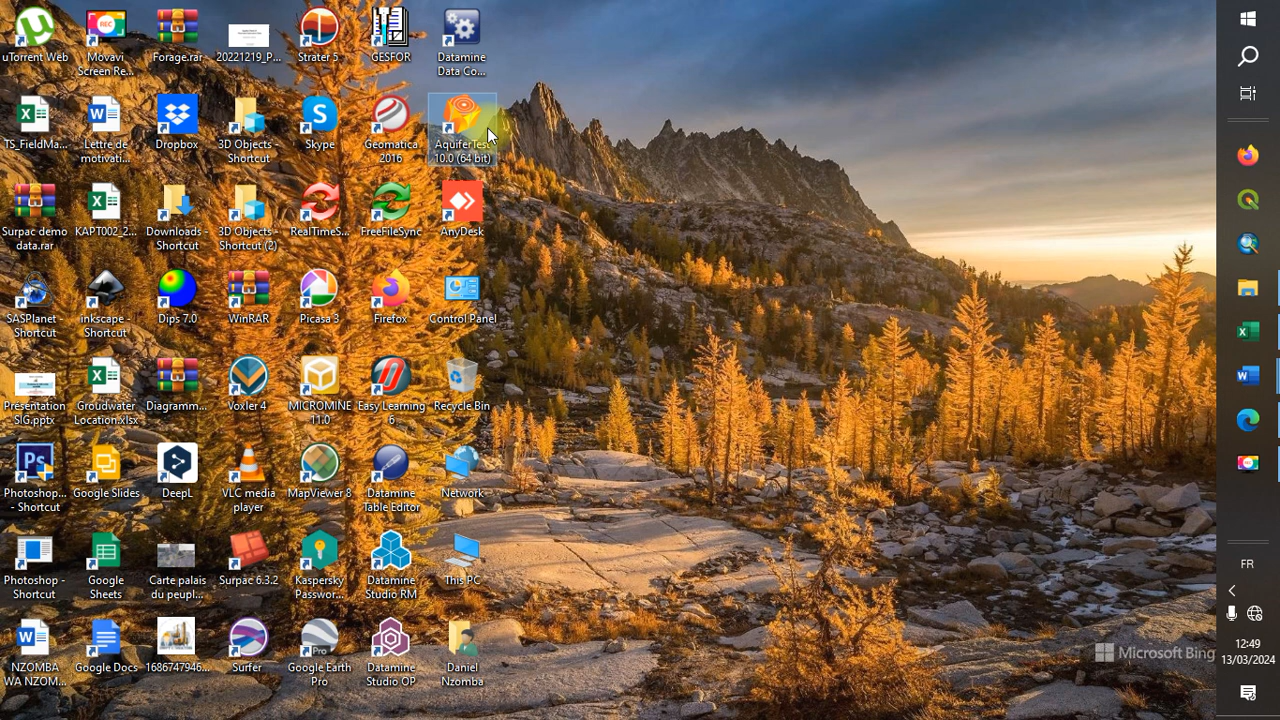 uTorrent Web
Movavi
Screen Re...
Forage.rar
20221219_P...
Strater 5
GESFOR
Datamine
Data Co...
TS_FieldMa...
Lettre de
motivati...
Dropbox
3D Objects -
Shortcut
Skype
Geomatica
2016
AquiferTest
10.0 (64 bit)
Surpac demo
data.rar
KAPT002_2...
Downloads -
Shortcut
3D Objects -
Shortcut (2)
RealTimeS...
FreeFileSync
AnyDesk
SASPlanet -
Shortcut
inkscape -
Shortcut
Dips 7.0
WinRAR
Picasa 3
Firefox
Control Panel
Présentation
SIG.pptx
Groudwater
Location.xlsx
Diagramm...
Voxler 4
MICROMINE
11.0
Easy Learning
6
Recycle Bin
Photoshop...
- Shortcut
Google Slides
DeepL
VLC media
player
MapViewer 8
Datamine
Table Editor
Network
Photoshop -
Shortcut
Google
Sheets
Carte palais
du peupl...
Surpac 6.3.2
Kaspersky
Passwor...
Datamine
Studio RM
This PC
NZOMBA
WA NZOM...
Google Docs
1686747946...
Surfer
Google Earth
Pro
Datamine
Studio OP
Daniel
Nzomba
Microsoft Bing
FR
12:49
13/03/2024